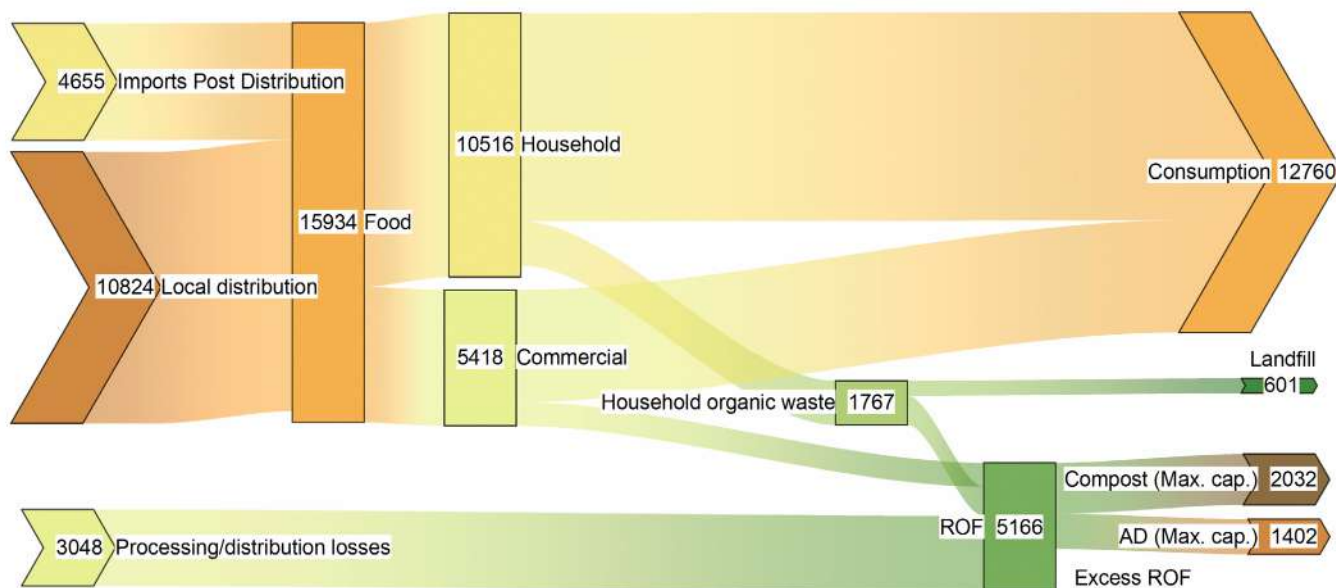 4655 Imports Post Distribution
10824 Local distribution
15934 Food
10516 Household
5418 Commercial
Consumption 12760
Landfill
601
Household organic waste 1767
Compost (Max. cap.) 2032
ROF 5166
AD (Max. cap.) 1402
3048 Processing/distribution losses
Excess ROF